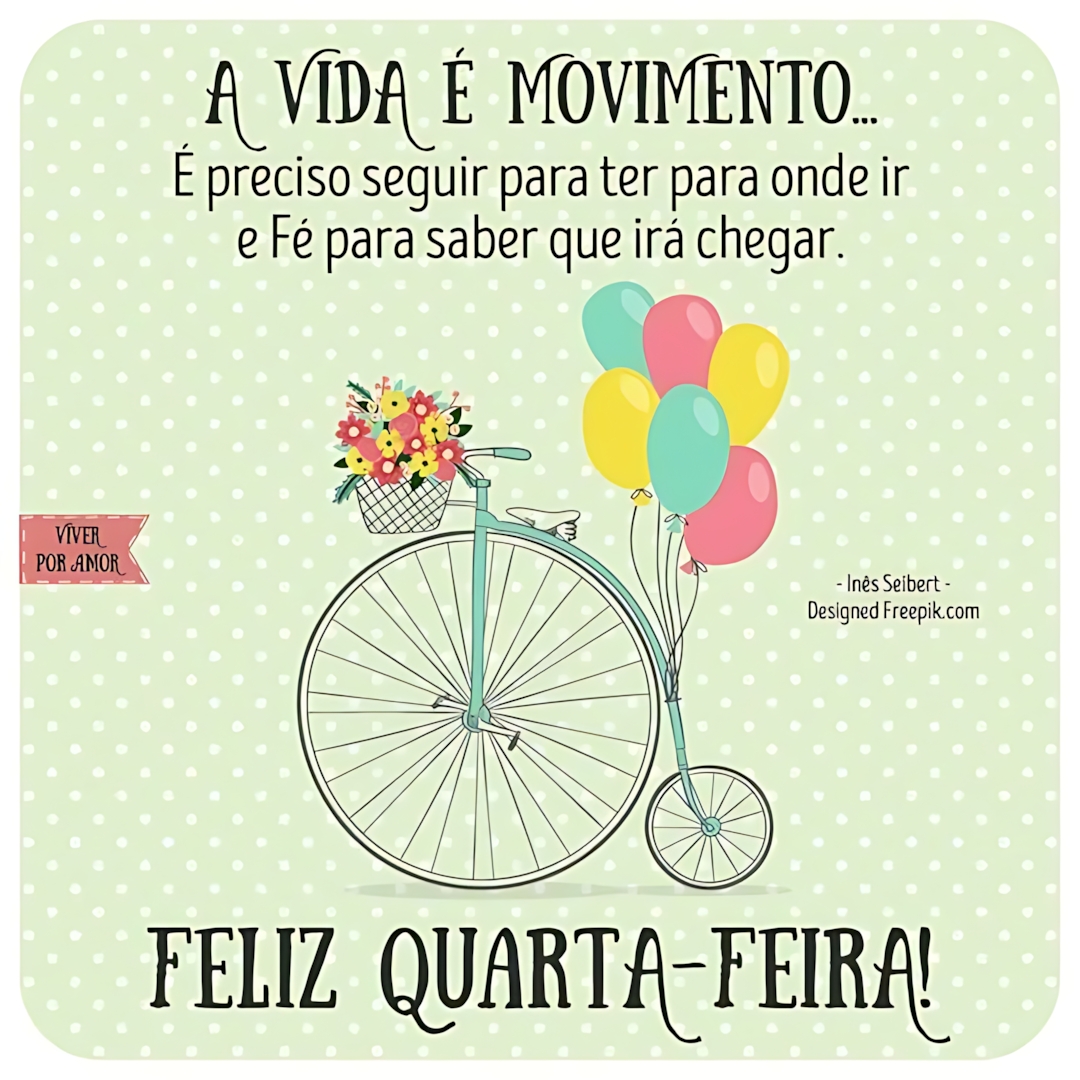 A VIDA É MOVIMENTO...
É preciso seguir para ter para onde ir
e Fé para saber que irá chegar.
VIVER
POR AMOR
- Inês Seibert -
Designed Freepik.com
FELIZ QUARTA-FEIRA!